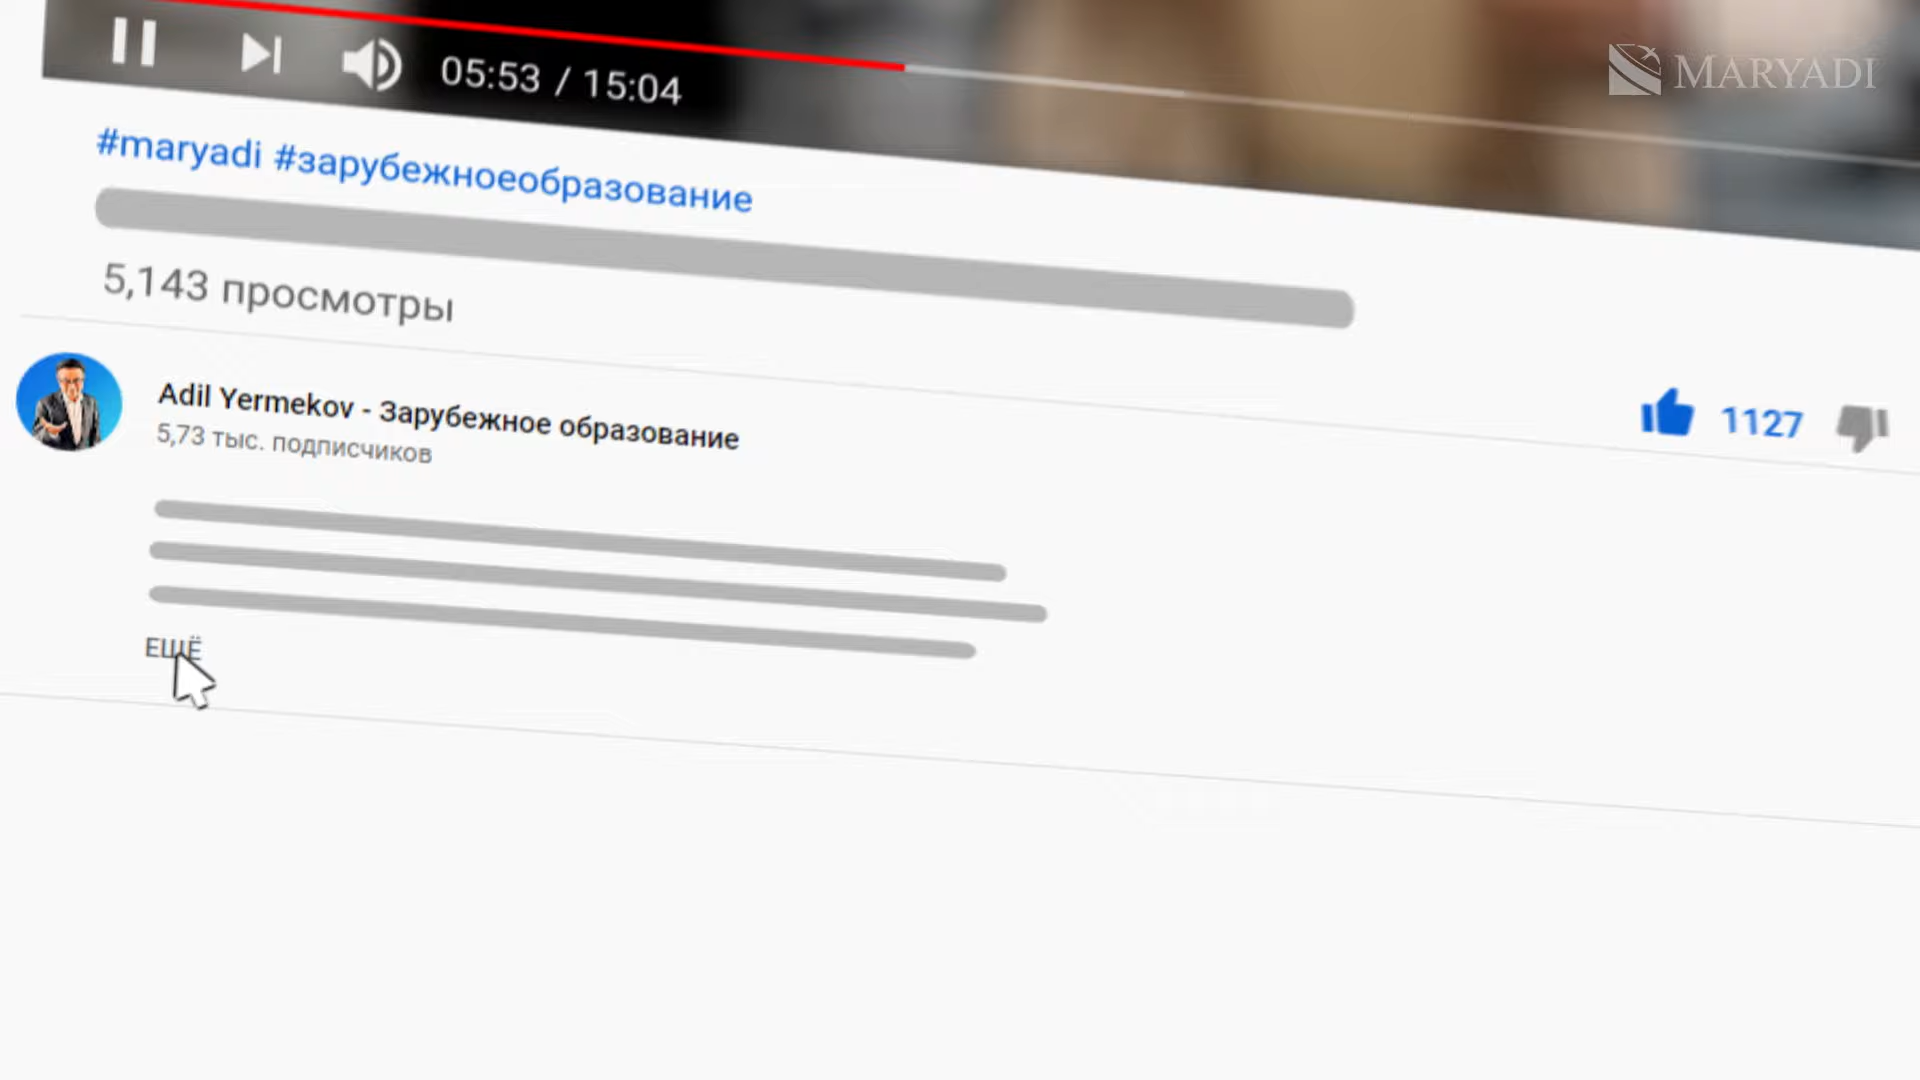 05:53 / 15:04
MARYADI
#maryadi #зарубежноеобразование
5,143 просмотры
Adil Yermekov - Зарубежное образование
5,73 тыс. подписчиков
1127
ЕЩЁ